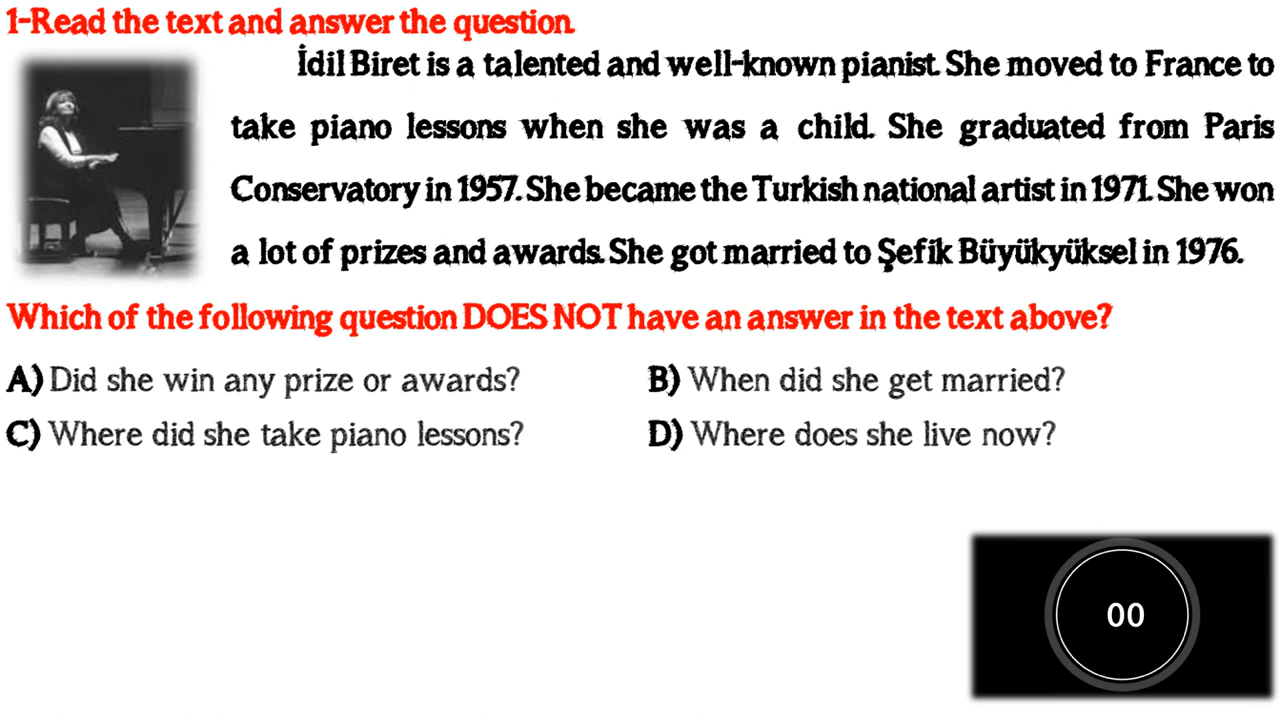 1-Read the text and answer the question.
İdil Biret is a talented and well-known pianist. She moved to France to
take piano lessons when she was a child. She graduated from Paris
Conservatory in 1957. She became the Turkish national artist in 1971. She won
a lot of prizes and awards. She got married to Şefik Büyükyüksel in 1976.
Which of the following question DOES NOT have an answer in the text above?
A) Did she win any prize or awards?
B) When did she get married?
C) Where did she take piano lessons?
D) Where does she live now?
00